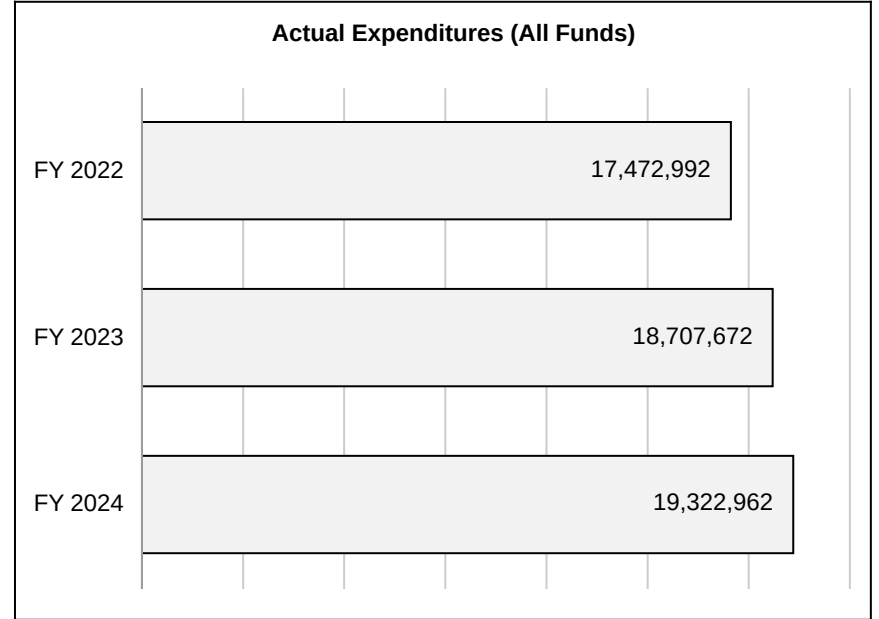 Actual Expenditures (All Funds)
FY 2022 17,472,992
FY 2023 18,707,672
FY 2024 19,322,962